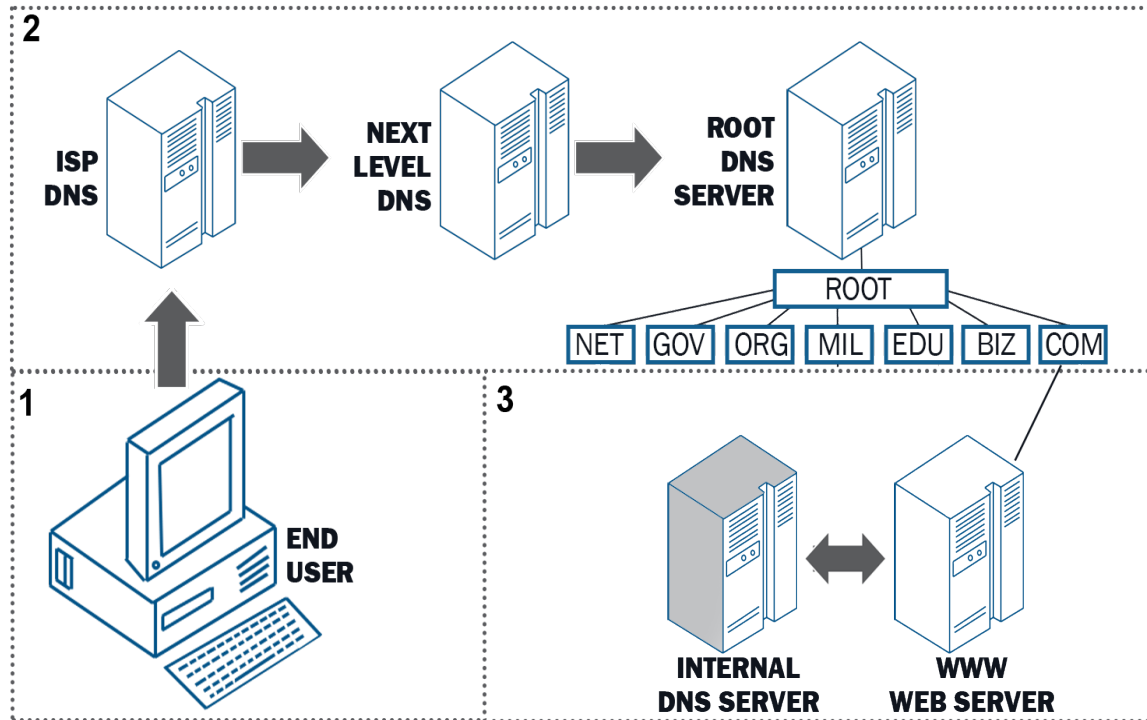 2
ISP
DNS
NEXT
LEVEL
DNS
ROOT
DNS
SERVER
ROOT
NET GOV ORG MIL EDU BIZ COM
1
END
USER
3
INTERNAL
DNS SERVER
WWW
WEB SERVER